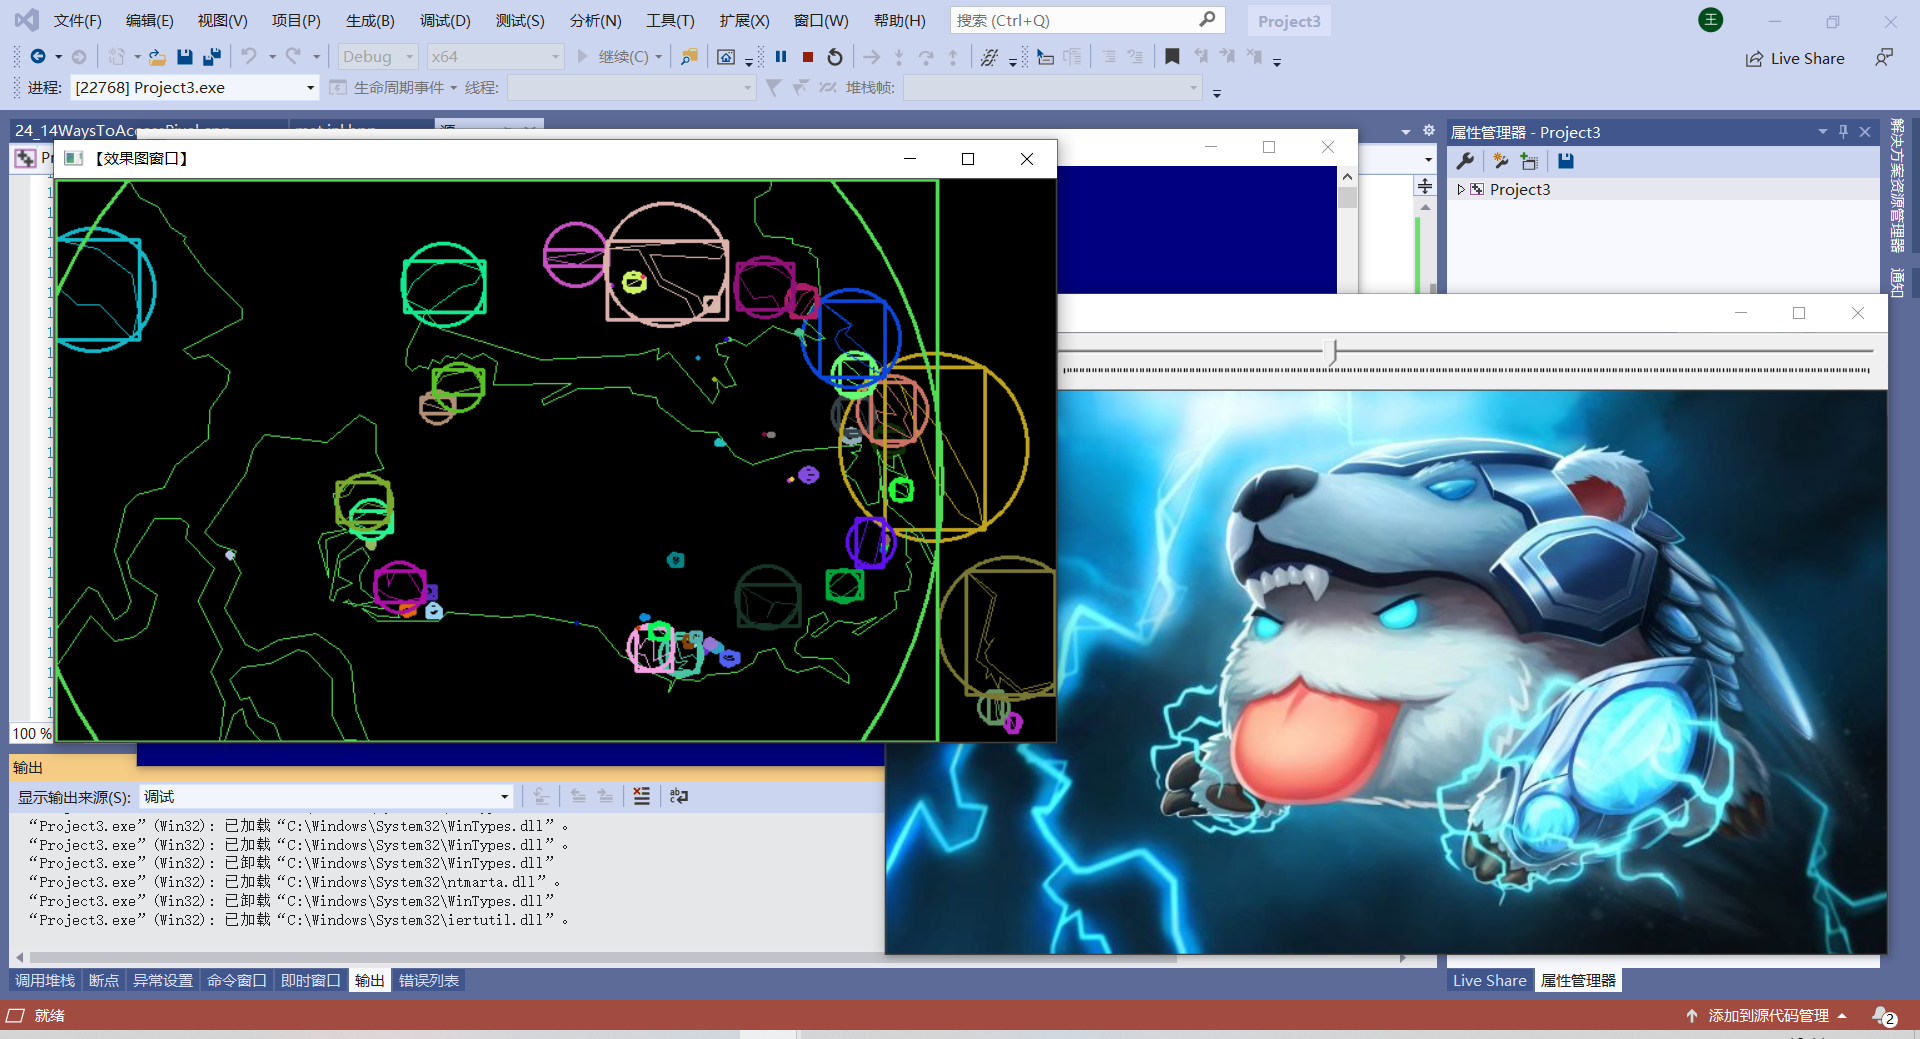 文件(F) 编辑(E) 视图(V) 项目(P) 生成(B) 调试(D) 测试(S) 分析(N) 工具(T) 扩展(X) 窗口(W) 帮助(H) 搜索 (Ctrl+Q) Project3 王
Debug x64 继续(C) Live Share
进程: [22768] Project3.exe 生命周期事件 线程: 堆栈帧:
属性管理器 - Project3
【效果图窗口】
Project3
解决方案资源管理器
通知
100 %
输出
显示输出来源(S): 调试
“Project3.exe”(Win32): 已加载“C:\Windows\System32\WinTypes.dll”。
“Project3.exe”(Win32): 已加载“C:\Windows\System32\WinTypes.dll”。
“Project3.exe”(Win32): 已卸载“C:\Windows\System32\WinTypes.dll”
“Project3.exe”(Win32): 已加载“C:\Windows\System32\ntmarta.dll”。
“Project3.exe”(Win32): 已卸载“C:\Windows\System32\WinTypes.dll”
“Project3.exe”(Win32): 已加载“C:\Windows\System32\iertutil.dll”。
调用堆栈 断点 异常设置 命令窗口 即时窗口 输出 错误列表 Live Share 属性管理器
就绪 添加到源代码管理 2